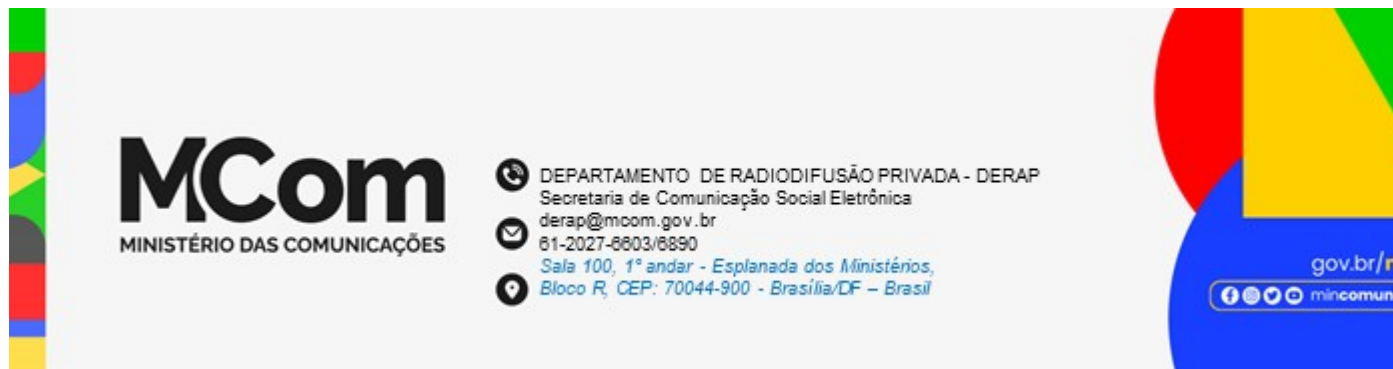 MCom
MINISTÉRIO DAS COMUNICAÇÕES
DEPARTAMENTO DE RADIODIFUSÃO PRIVADA - DERAP
Secretaria de Comunicação Social Eletrônica
derap@mcom.gov.br
61-2027-6603/6890
Sala 100, 1º andar - Esplanada dos Ministérios,
Bloco R, CEP: 70044-900 - Brasília/DF – Brasil
gov.br/
mincomun